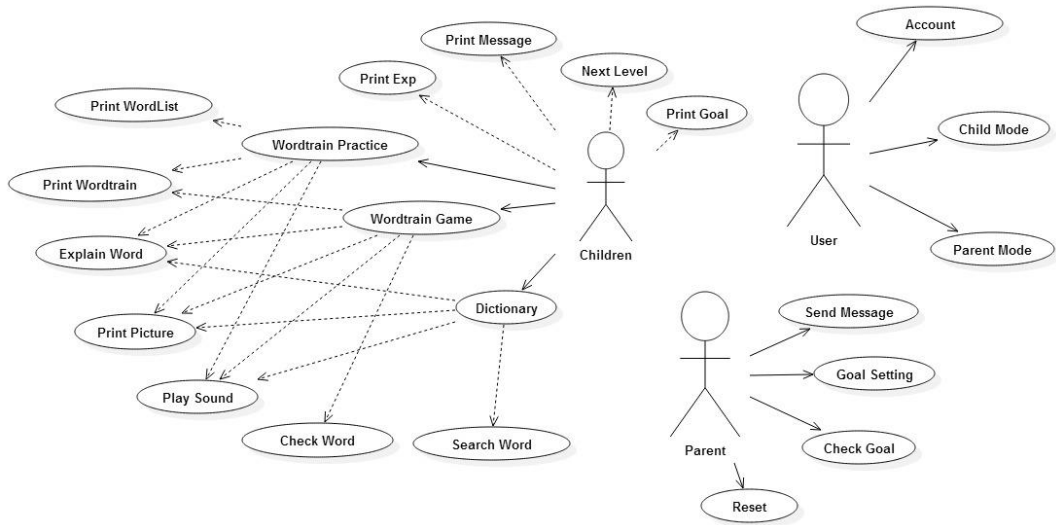 Account
Print Message
Next Level
Print Exp
Print WordList
Print Goal
Child Mode
Wordtrain Practice
Print Wordtrain
Wordtrain Game
User
Explain Word
Children
Parent Mode
Dictionary
Send Message
Print Picture
Goal Setting
Play Sound
Check Word
Search Word
Parent
Check Goal
Reset